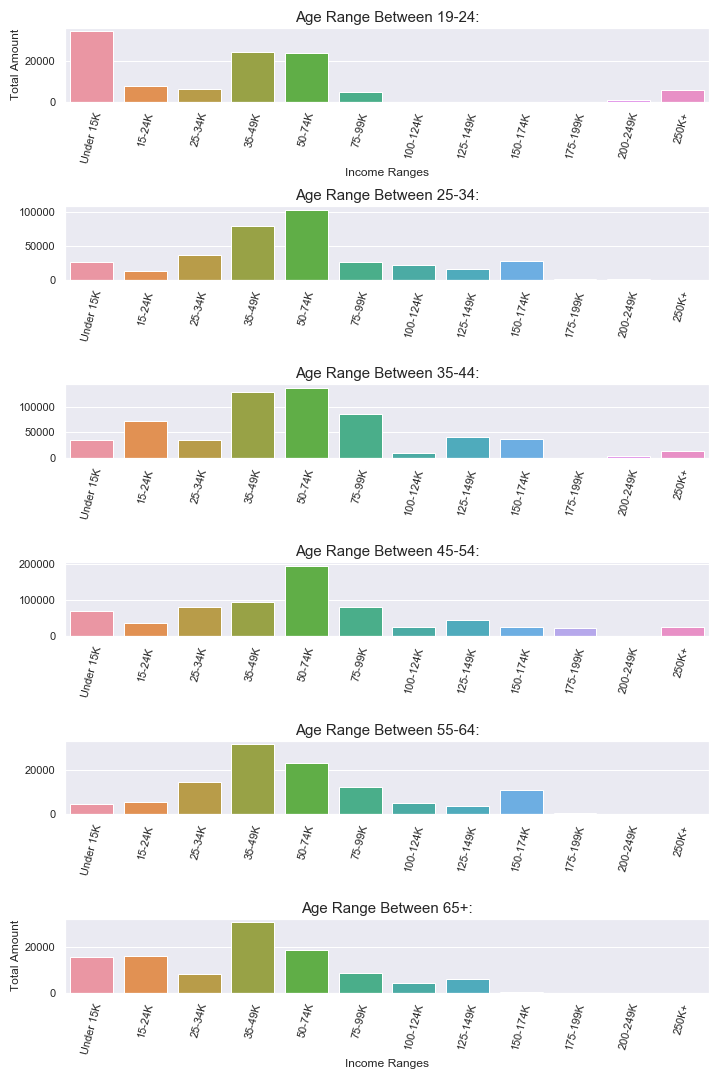 Age Range Between 19-24:
Total Amount
20000
0
Under 15K 15-24K 25-34K 35-49K 50-74K 75-99K 100-124K 125-149K 150-174K 175-199K 200-249K 250K+
Income Ranges
Age Range Between 25-34:
100000
50000
0
Under 15K 15-24K 25-34K 35-49K 50-74K 75-99K 100-124K 125-149K 150-174K 175-199K 200-249K 250K+
Age Range Between 35-44:
100000
50000
0
Under 15K 15-24K 25-34K 35-49K 50-74K 75-99K 100-124K 125-149K 150-174K 175-199K 200-249K 250K+
Age Range Between 45-54:
200000
100000
0
Under 15K 15-24K 25-34K 35-49K 50-74K 75-99K 100-124K 125-149K 150-174K 175-199K 200-249K 250K+
Age Range Between 55-64:
20000
0
Under 15K 15-24K 25-34K 35-49K 50-74K 75-99K 100-124K 125-149K 150-174K 175-199K 200-249K 250K+
Age Range Between 65+:
Total Amount
20000
0
Under 15K 15-24K 25-34K 35-49K 50-74K 75-99K 100-124K 125-149K 150-174K 175-199K 200-249K 250K+
Income Ranges